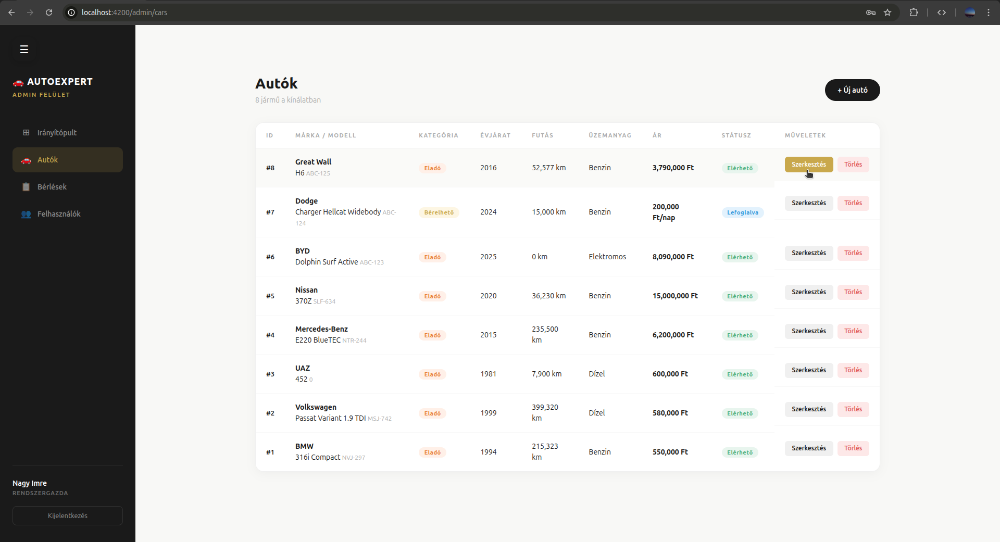 localhost:4200/admin/cars
☰
AUTOEXPERT
ADMIN FELÜLET
Irányítópult
Autók
Bérlések
Felhasználók
Nagy Imre
RENDSZERGAZDA
Kijelentkezés
Autók
8 jármű a kínálatban
+ Új autó
ID MÁRKA / MODELL KATEGÓRIA ÉVJÁRAT FUTÁS ÜZEMANYAG ÁR STÁTUSZ MŰVELETEK
#8 Great Wall
H6 ABC-125 Eladó 2016 52,577 km Benzin 3,790,000 Ft Elérhető Szerkesztés Törlés
#7 Dodge
Charger Hellcat Widebody ABC-
124 Bérelhető 2024 15,000 km Benzin 200,000
Ft/nap Lefoglalva Szerkesztés Törlés
#6 BYD
Dolphin Surf Active ABC-123 Eladó 2025 0 km Elektromos 8,090,000 Ft Elérhető Szerkesztés Törlés
#5 Nissan
370Z SLF-634 Eladó 2020 36,230 km Benzin 15,000,000 Ft Elérhető Szerkesztés Törlés
#4 Mercedes-Benz
E220 BlueTEC NTR-244 Eladó 2015 235,500
km Benzin 6,200,000 Ft Elérhető Szerkesztés Törlés
#3 UAZ
452 0 Eladó 1981 7,900 km Dízel 600,000 Ft Elérhető Szerkesztés Törlés
#2 Volkswagen
Passat Variant 1.9 TDI MSJ-742 Eladó 1999 399,320
km Dízel 580,000 Ft Elérhető Szerkesztés Törlés
#1 BMW
316i Compact NVJ-297 Eladó 1994 215,323
km Benzin 550,000 Ft Elérhető Szerkesztés Törlés